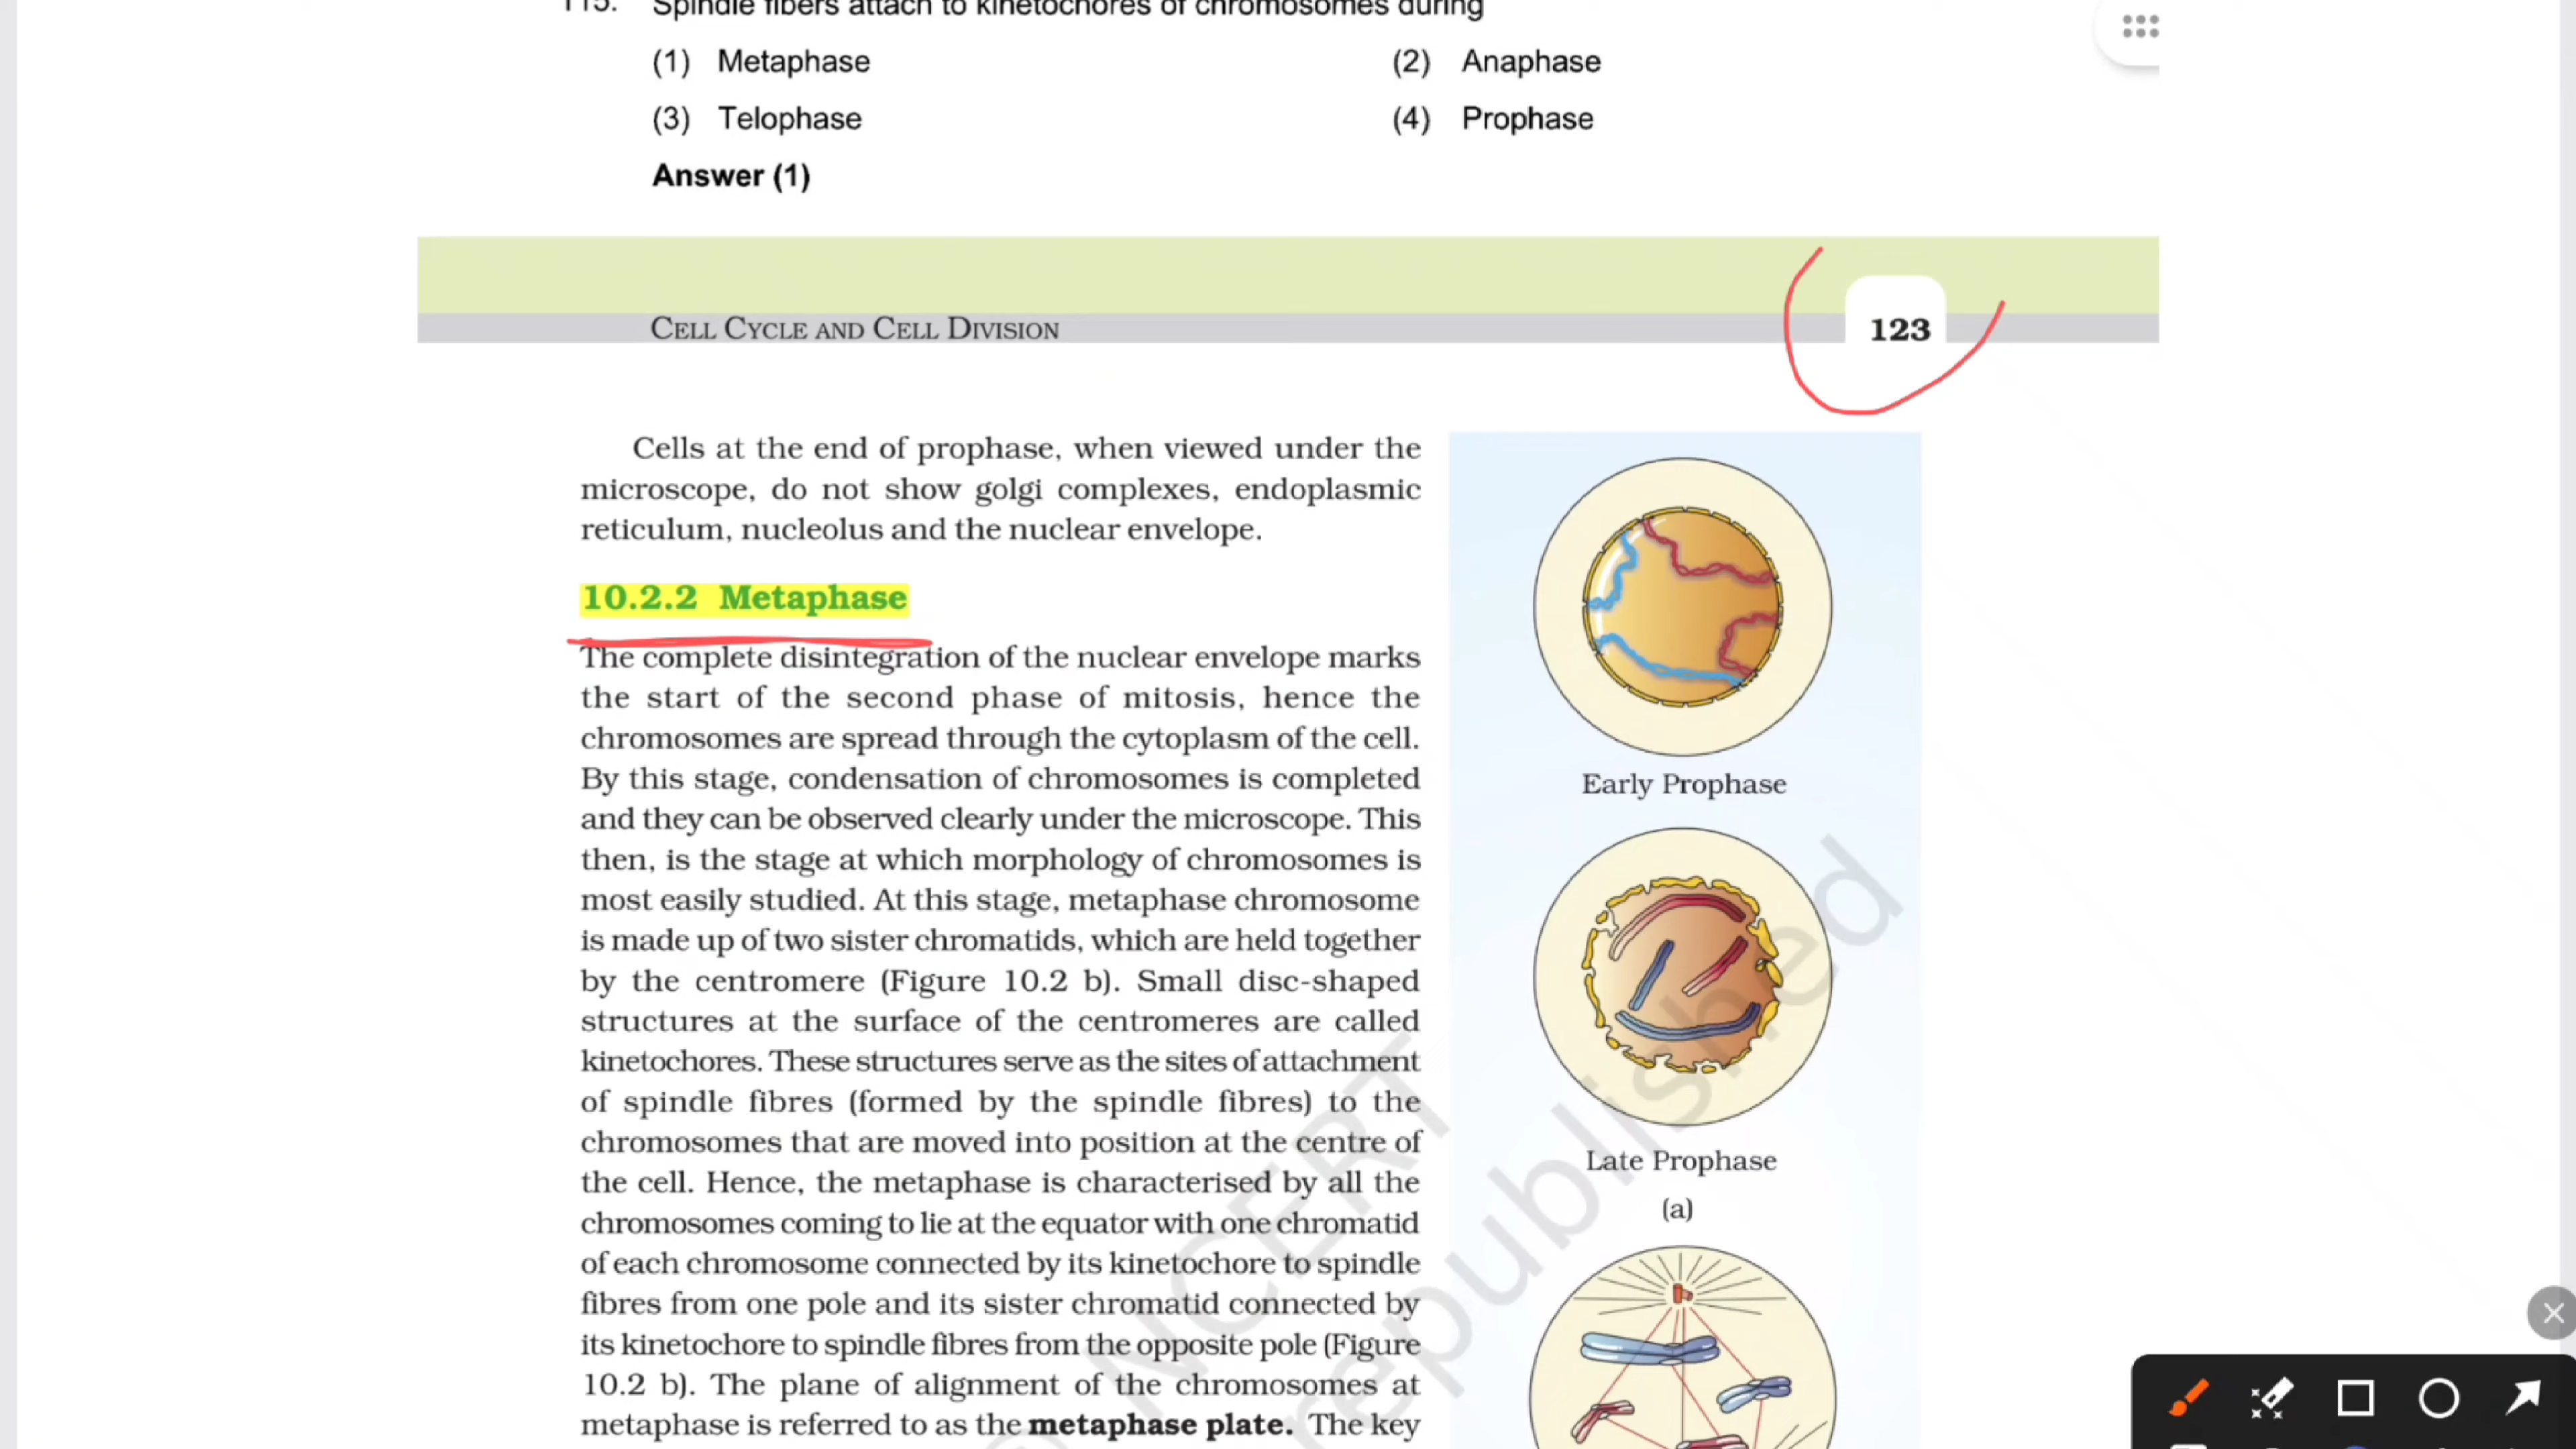 115. Spindle fibers attach to kinetochores of chromosomes during
(1) Metaphase (2) Anaphase
(3) Telophase (4) Prophase
Answer (1)
CELL CYCLE AND CELL DIVISION 123
Cells at the end of prophase, when viewed under the
microscope, do not show golgi complexes, endoplasmic
reticulum, nucleolus and the nuclear envelope.
10.2.2 Metaphase
The complete disintegration of the nuclear envelope marks
the start of the second phase of mitosis, hence the
chromosomes are spread through the cytoplasm of the cell.
By this stage, condensation of chromosomes is completed
and they can be observed clearly under the microscope. This
then, is the stage at which morphology of chromosomes is
most easily studied. At this stage, metaphase chromosome
is made up of two sister chromatids, which are held together
by the centromere (Figure 10.2 b). Small disc-shaped
structures at the surface of the centromeres are called
kinetochores. These structures serve as the sites of attachment
of spindle fibres (formed by the spindle fibres) to the
chromosomes that are moved into position at the centre of
the cell. Hence, the metaphase is characterised by all the
chromosomes coming to lie at the equator with one chromatid
of each chromosome connected by its kinetochore to spindle
fibres from one pole and its sister chromatid connected by
its kinetochore to spindle fibres from the opposite pole (Figure
10.2 b). The plane of alignment of the chromosomes at
metaphase is referred to as the metaphase plate. The key
Early Prophase
Late Prophase
(a)
NCERT
republished